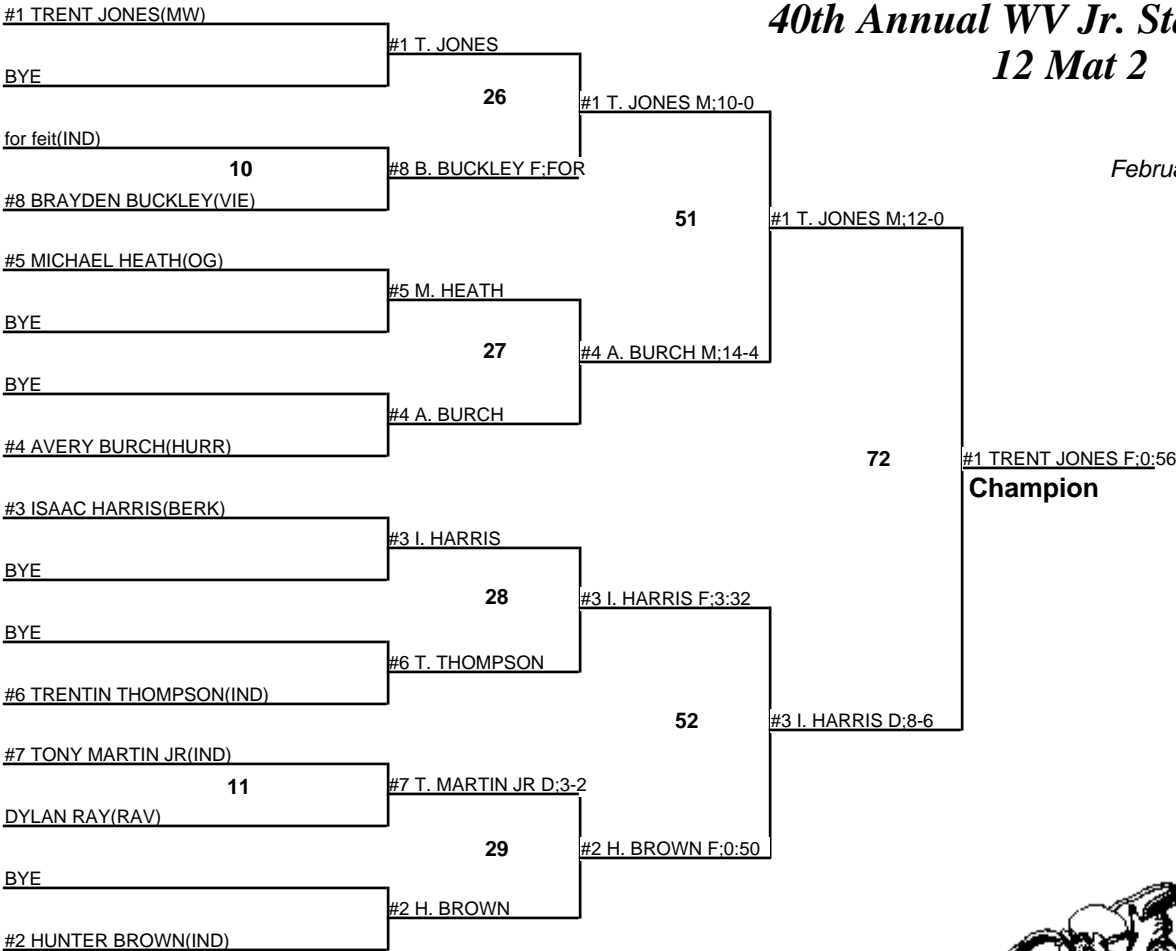 40th Annual WV Jr. Sta
12 Mat 2
Februa
#1 TRENT JONES(MW)
BYE
for feit(IND)
#8 BRAYDEN BUCKLEY(VIE)
#5 MICHAEL HEATH(OG)
BYE
BYE
#4 AVERY BURCH(HURR)
#3 ISAAC HARRIS(BERK)
BYE
BYE
#6 TRENTIN THOMPSON(IND)
#7 TONY MARTIN JR(IND)
DYLAN RAY(RAV)
BYE
#2 HUNTER BROWN(IND)
10
11
#1 T. JONES
#8 B. BUCKLEY F;FOR
#5 M. HEATH
#4 A. BURCH
#3 I. HARRIS
#6 T. THOMPSON
#7 T. MARTIN JR D;3-2
#2 H. BROWN
26
27
28
29
#1 T. JONES M;10-0
#4 A. BURCH M;14-4
#3 I. HARRIS F;3:32
#2 H. BROWN F;0:50
51
52
#1 T. JONES M;12-0
#3 I. HARRIS D;8-6
72
#1 TRENT JONES F;0:56
Champion